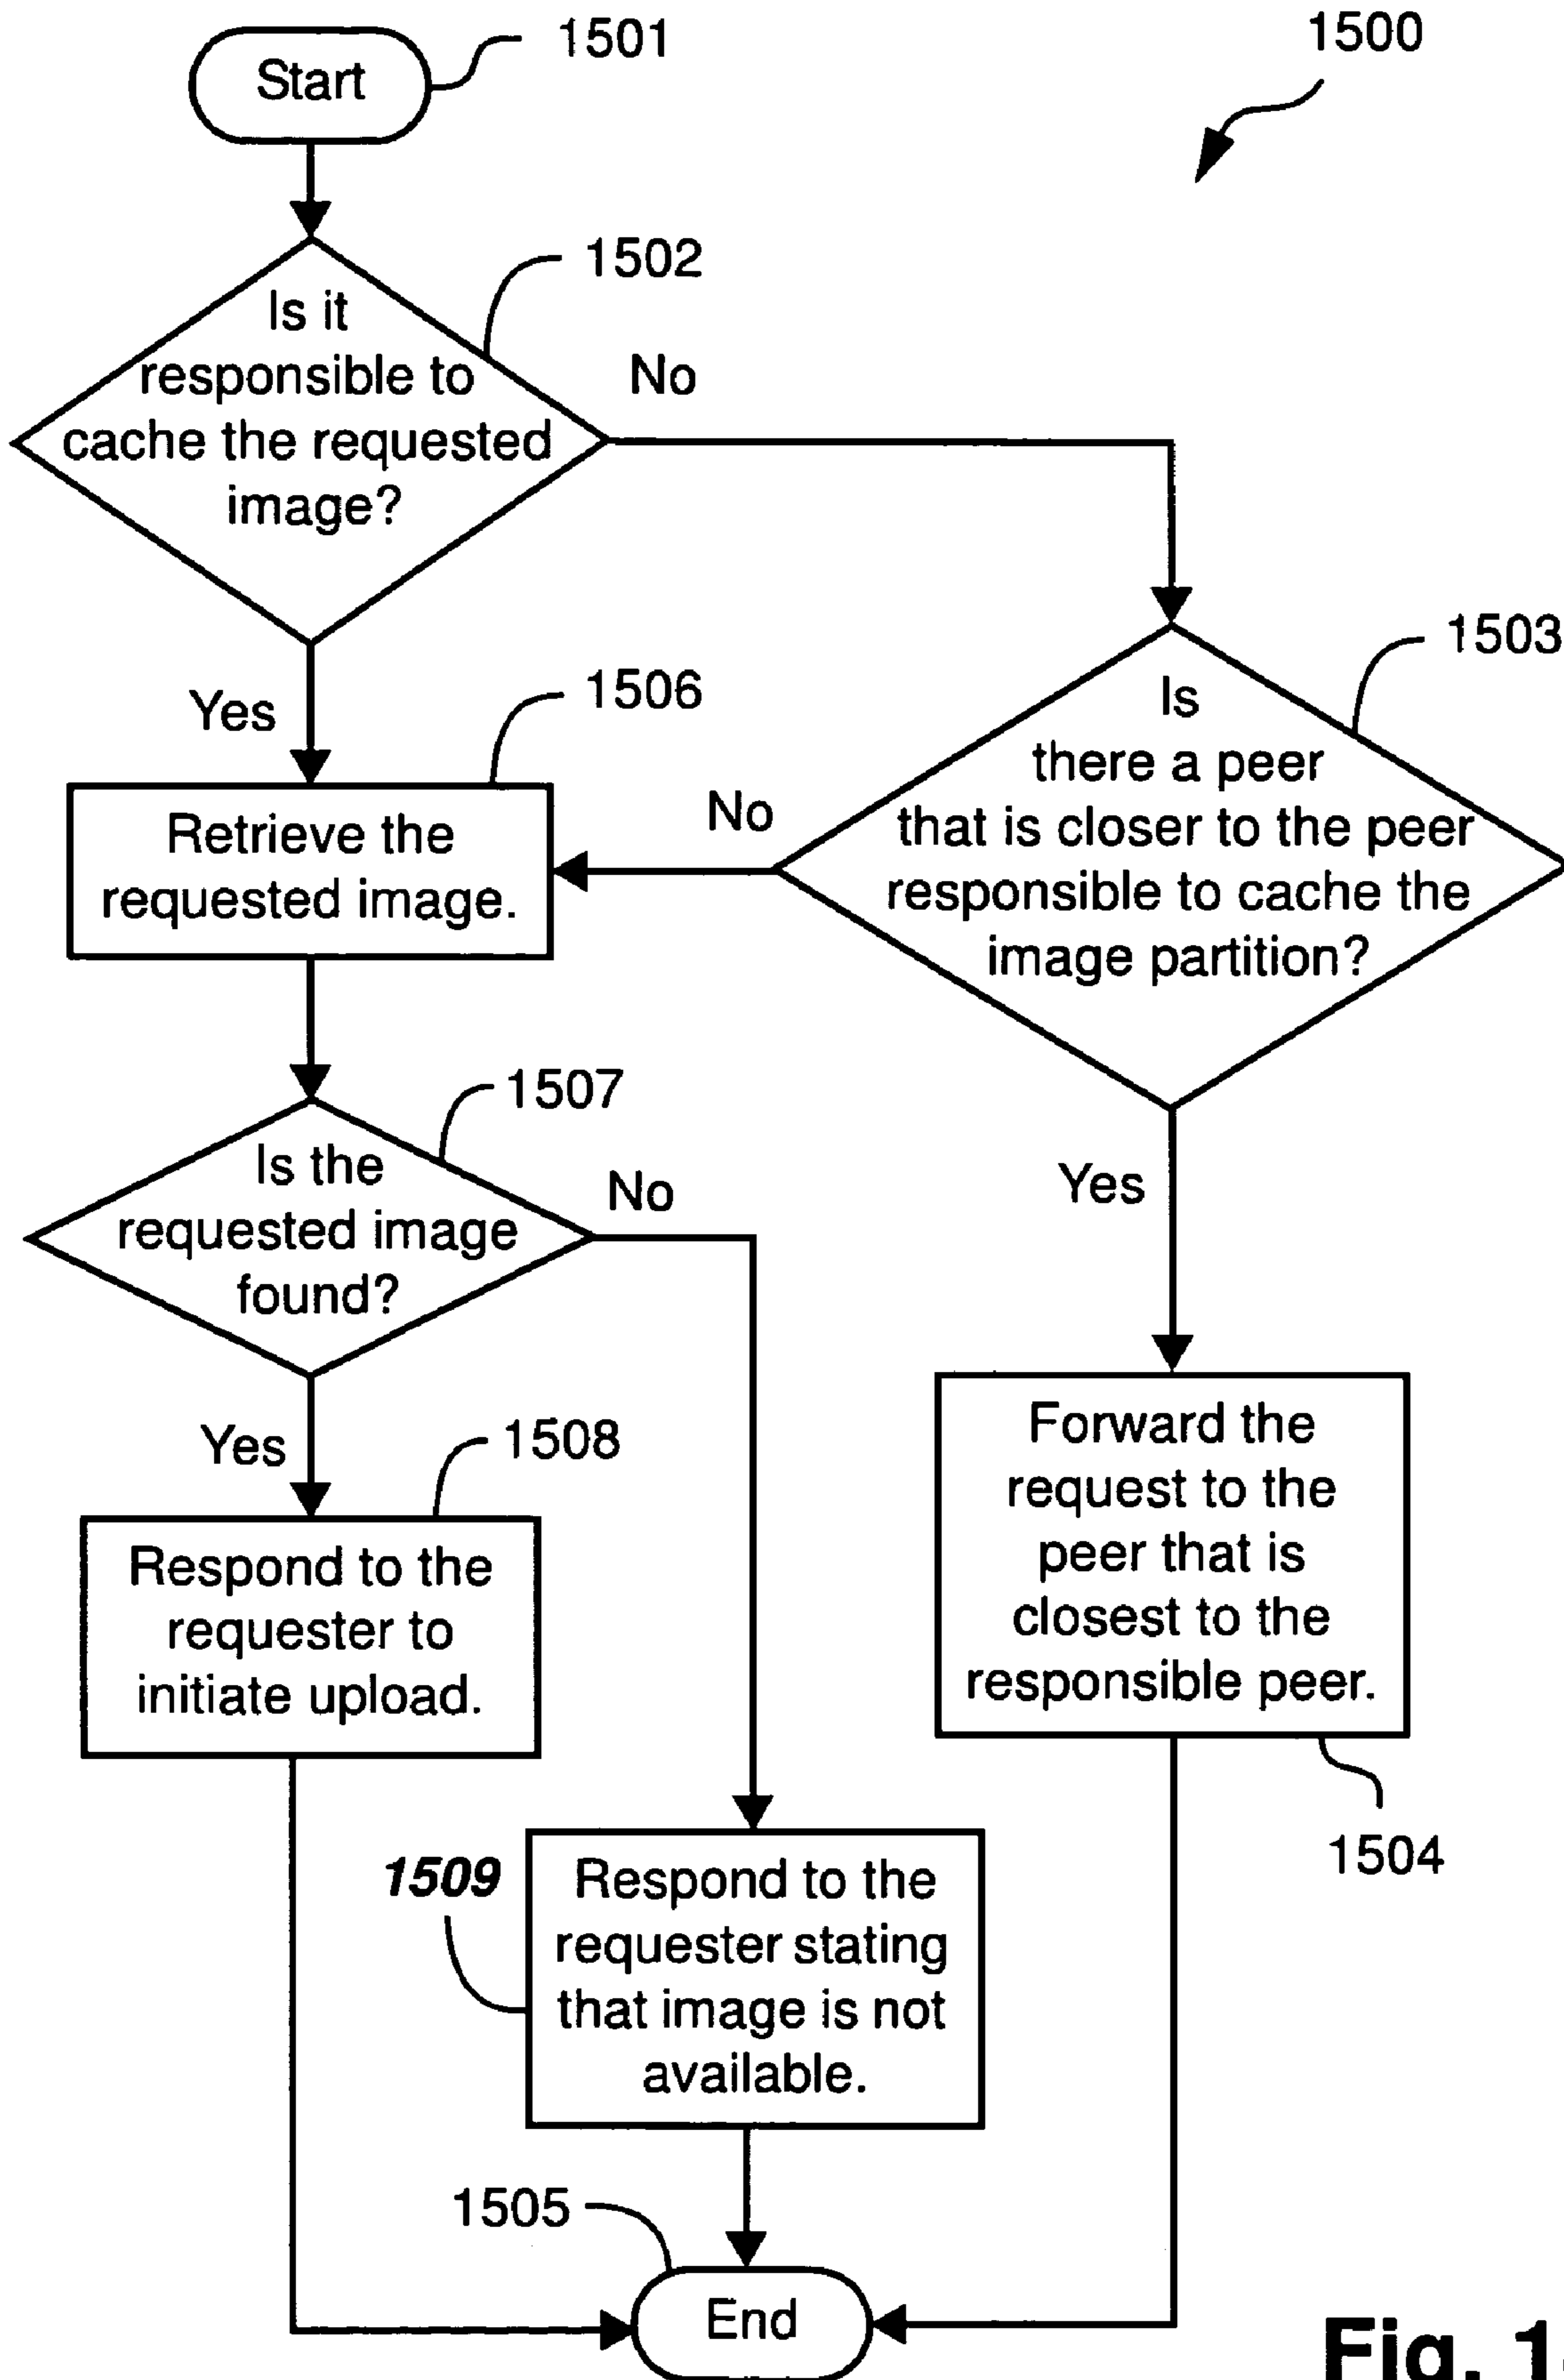 1501
1500
Start
1502
Is it
responsible to
cache the requested
image?
No
1503
Is
there a peer
that is closer to the peer
responsible to cache the
image partition?
Yes
1506
No
Retrieve the
requested image.
1507
Is the
requested image
found?
No
Yes
Yes
1508
Respond to the
requester to
initiate upload.
Forward the
request to the
peer that is
closest to the
responsible peer.
1504
1509
Respond to the
requester stating
that image is not
available.
1505
End
Fig. 1